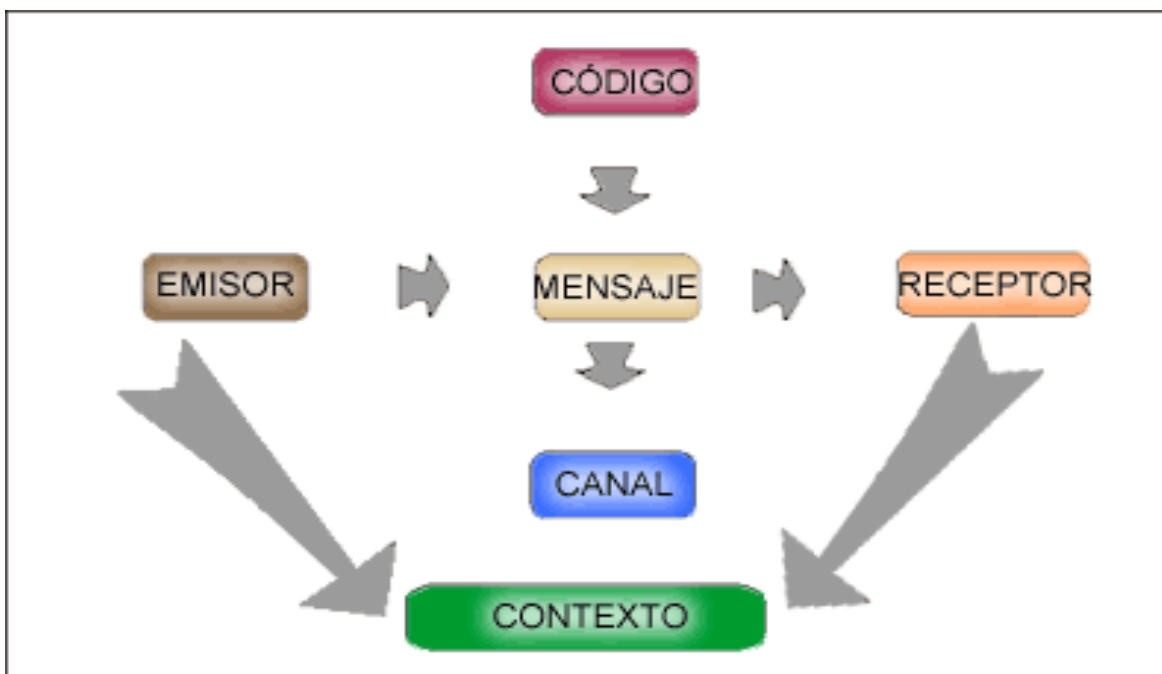 CÓDIGO
EMISOR
MENSAJE
RECEPTOR
CANAL
CONTEXTO